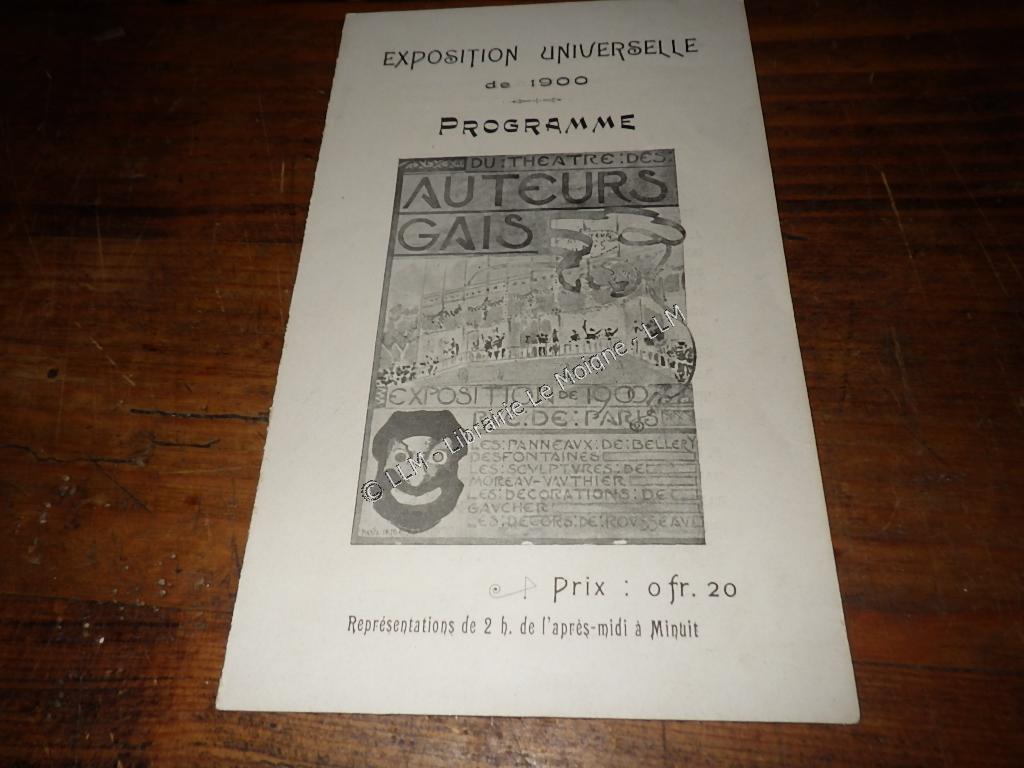 EXPOSITION UNIVERSELLE
de 1900
PROGRAMME
DU : THEATRE : DES
AUTEURS
GAIS
EXPOSITION DE 1900
RUE : DE : PARIS
LES : PANNEAUX : DE : BELLERY
DESFONTAINES
LES : SCULPTURES : DE
MOREAU-VAUTHIER
LES : DECORATIONS : DE
GAUCHER
LES : DECORS : DE : ROUSSEAU
© LLM - Librairie Le Moigne - LLM
Prix : 0 fr. 20
Représentations de 2 h. de l'après-midi à Minuit